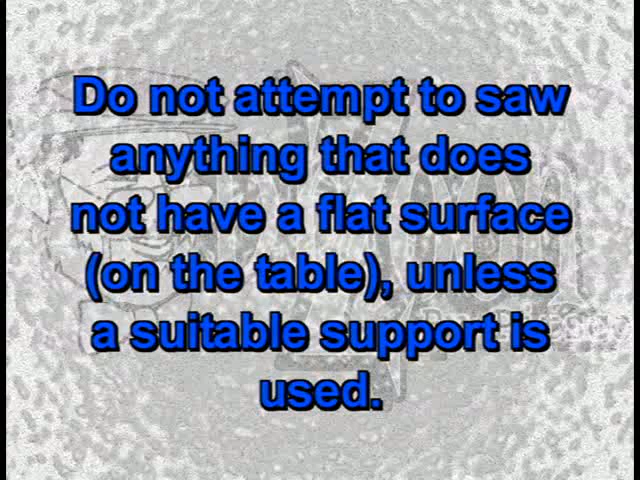 Do not attempt to saw
anything that does
not have a flat surface
(on the table), unless
a suitable support is
used.